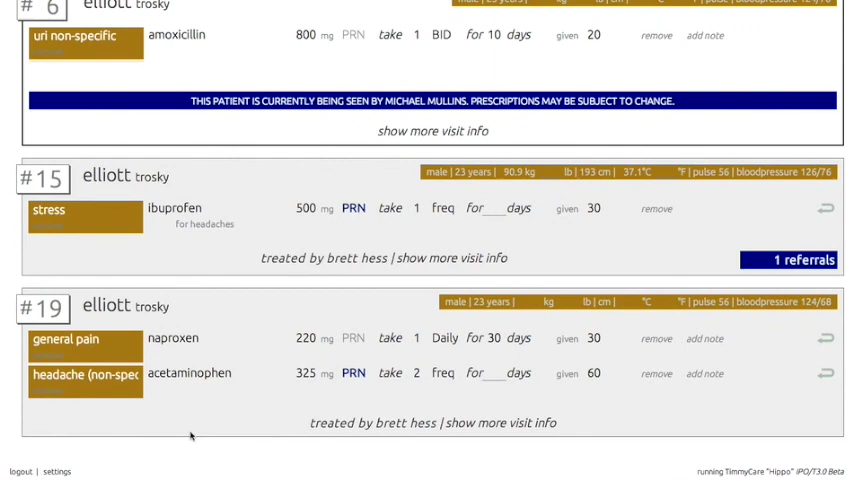 # 6 elliott trosky
uri non-specific amoxicillin 800 mg PRN take 1 BID for 10 days given 20 remove add note
THIS PATIENT IS CURRENTLY BEING SEEN BY MICHAEL MULLINS. PRESCRIPTIONS MAY BE SUBJECT TO CHANGE.
show more visit info
#15 elliott trosky male | 23 years | 90.9 kg lb | 193 cm | 37.1°C °F | pulse 56 | bloodpressure 126/76
stress ibuprofen 500 mg PRN take 1 freq for____days given 30 remove
for headaches
treated by brett hess | show more visit info
1 referrals
#19 elliott trosky male | 23 years | kg lb | cm | °C °F | pulse 56 | bloodpressure 124/68
general pain naproxen 220 mg PRN take 1 Daily for 30 days given 30 remove add note
headache (non-spec acetaminophen 325 mg PRN take 2 freq for____days given 60 remove add note
treated by brett hess | show more visit info
logout | settings running TimmyCare "Hippo" IPO/T3.0 Beta